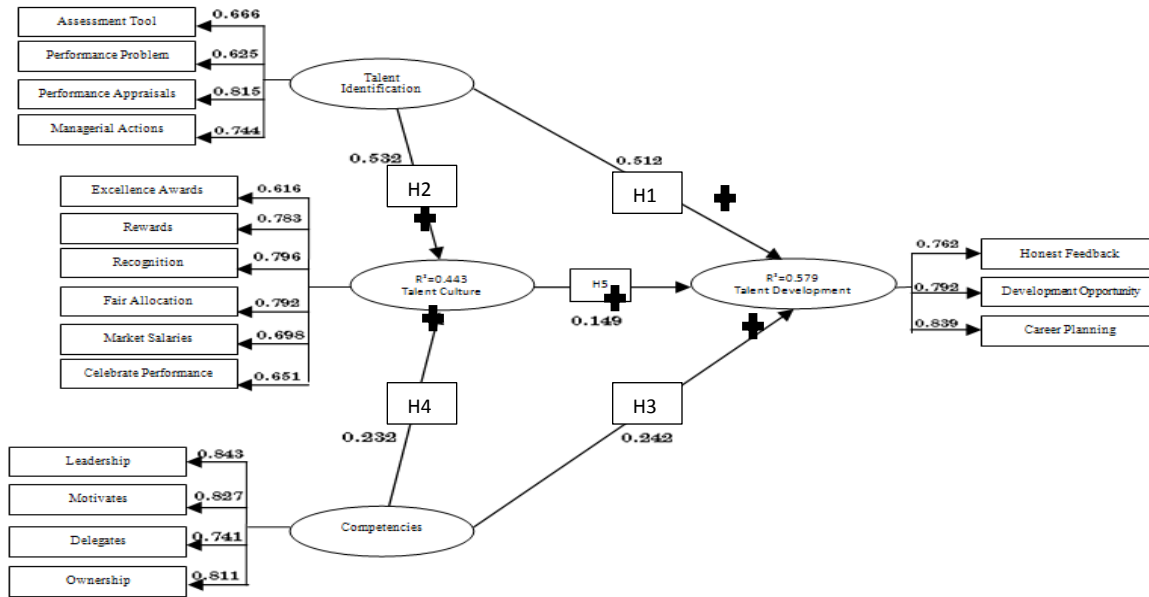 Assessment Tool
0.666
Performance Problem
0.625
Performance Appraisals
0.815
Managerial Actions
0.744
Talent
Identification
0.532
H2
0.512
H1
Excellence Awards
0.616
Rewards
0.783
Recognition
0.796
Fair Allocation
0.792
Market Salaries
0.698
Celebrate Performance
0.651
R²=0.443
Talent Culture
H5
0.149
R²=0.579
Talent Development
0.762
Honest Feedback
0.792
Development Opportunity
0.839
Career Planning
H4
0.232
H3
0.242
Leadership
0.843
Motivates
0.827
Delegates
0.741
Ownership
0.811
Competencies